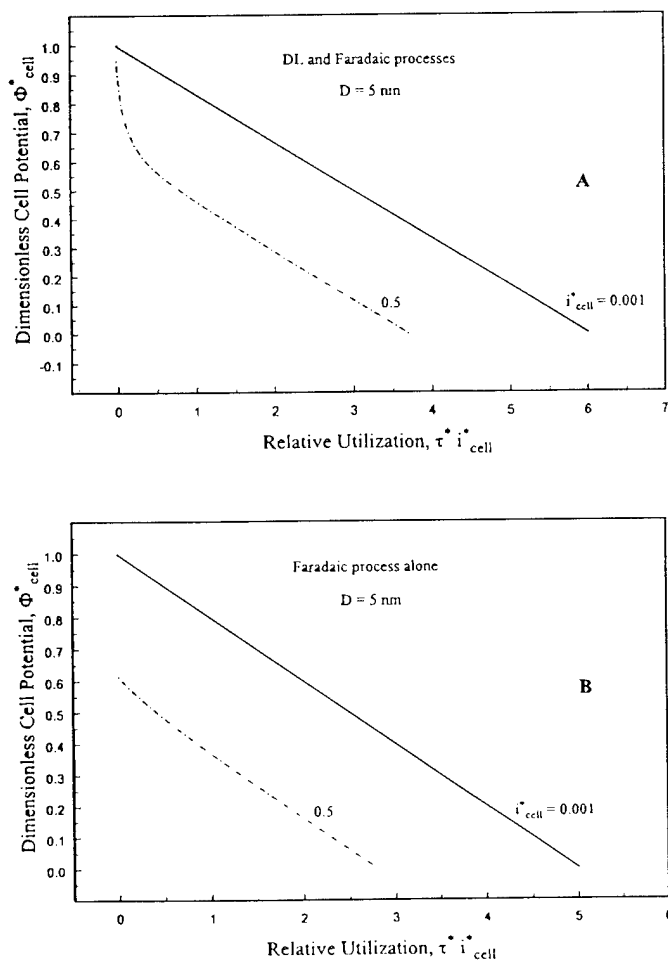 1.0
0.9
0.8
0.7
0.6
0.5
0.4
0.3
0.2
0.1
0.0
-0.1
Dimensionless Cell Potential, Φ*cell
DL and Faradaic processes
D = 5 nm
A
0.5
i*cell = 0.001
0 1 2 3 4 5 6 7
Relative Utilization, τ* i*cell
1.0
0.9
0.8
0.7
0.6
0.5
0.4
0.3
0.2
0.1
0.0
Dimensionless Cell Potential, Φ*cell
Faradaic process alone
D = 5 nm
B
0.5
i*cell = 0.001
0 1 2 3 4 5 6
Relative Utilization, τ* i*cell